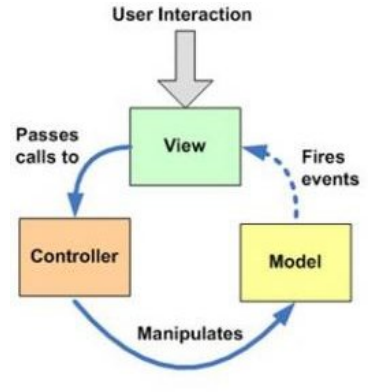 User Interaction
Passes
calls to
View
Fires
events
Controller
Model
Manipulates